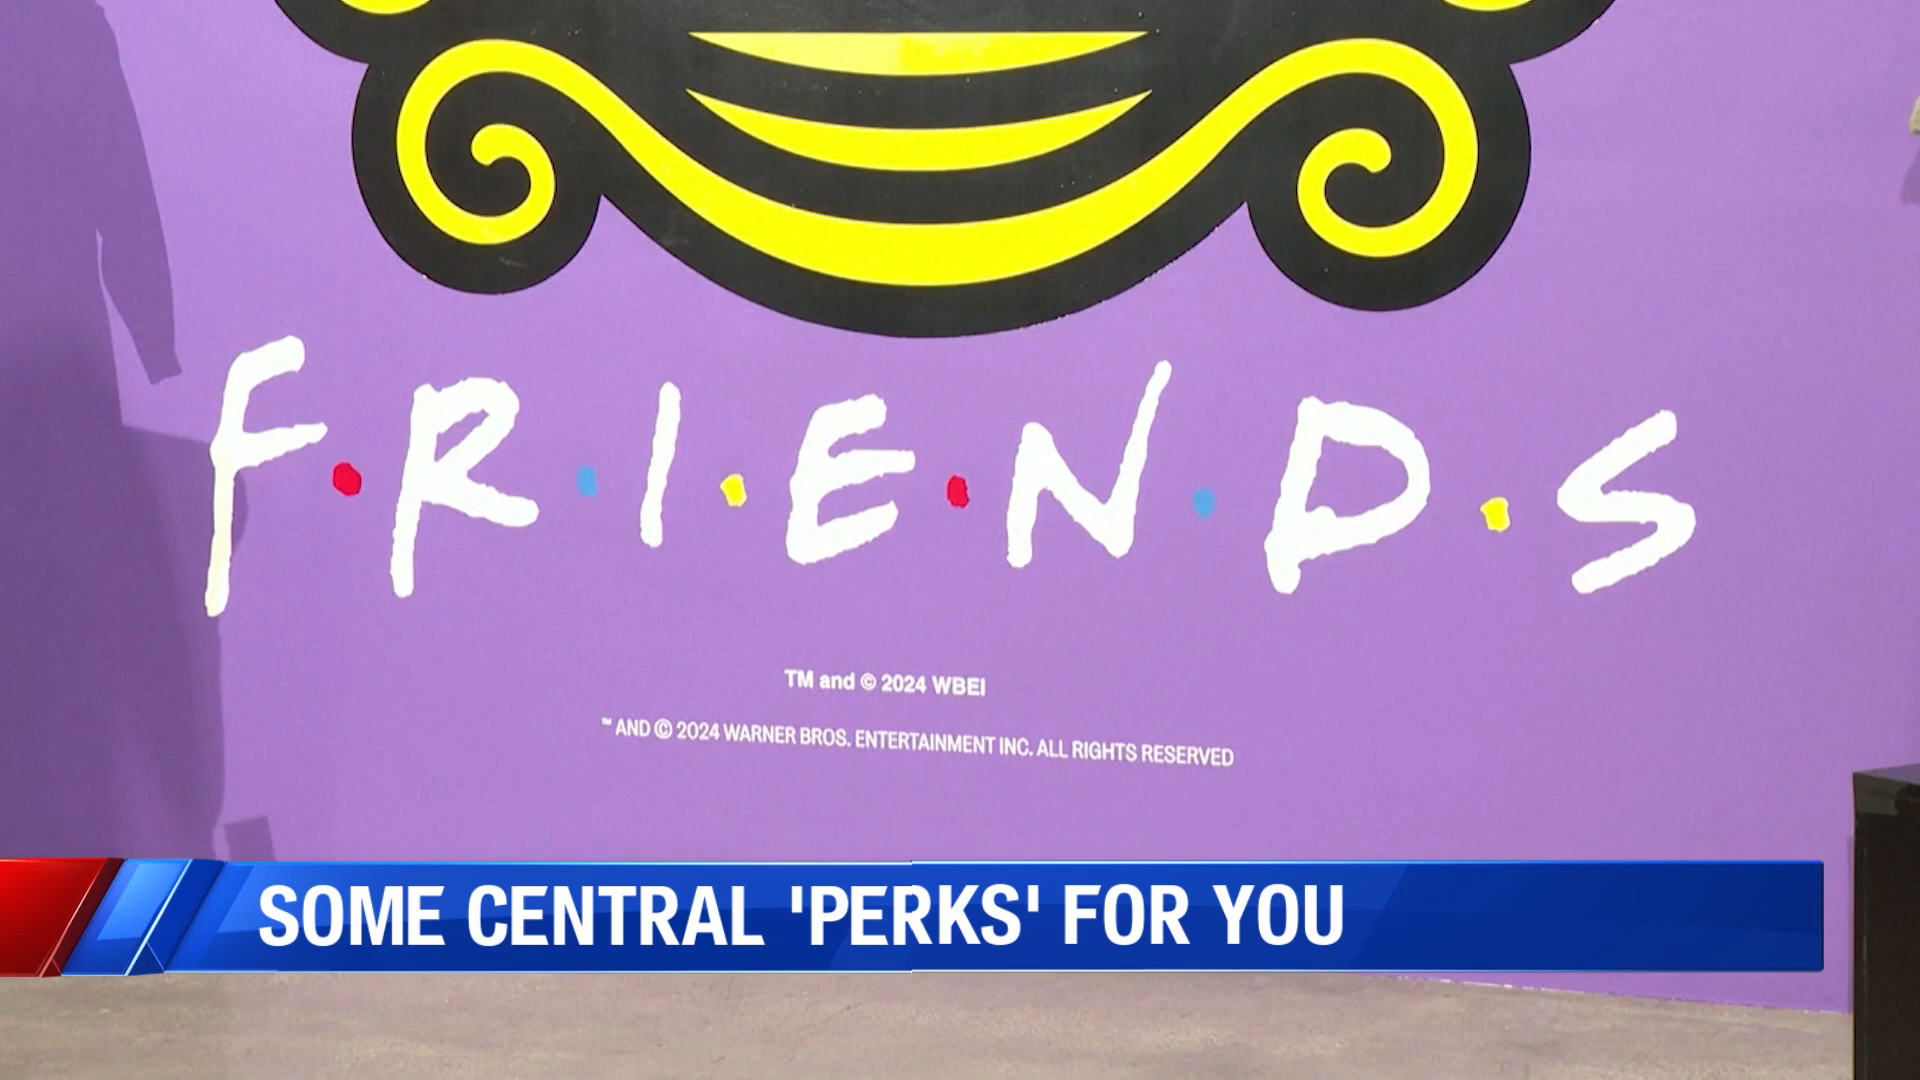 F·R·I·E·N·D·S
TM and © 2024 WBEI
™ AND © 2024 WARNER BROS. ENTERTAINMENT INC. ALL RIGHTS RESERVED
SOME CENTRAL 'PERKS' FOR YOU